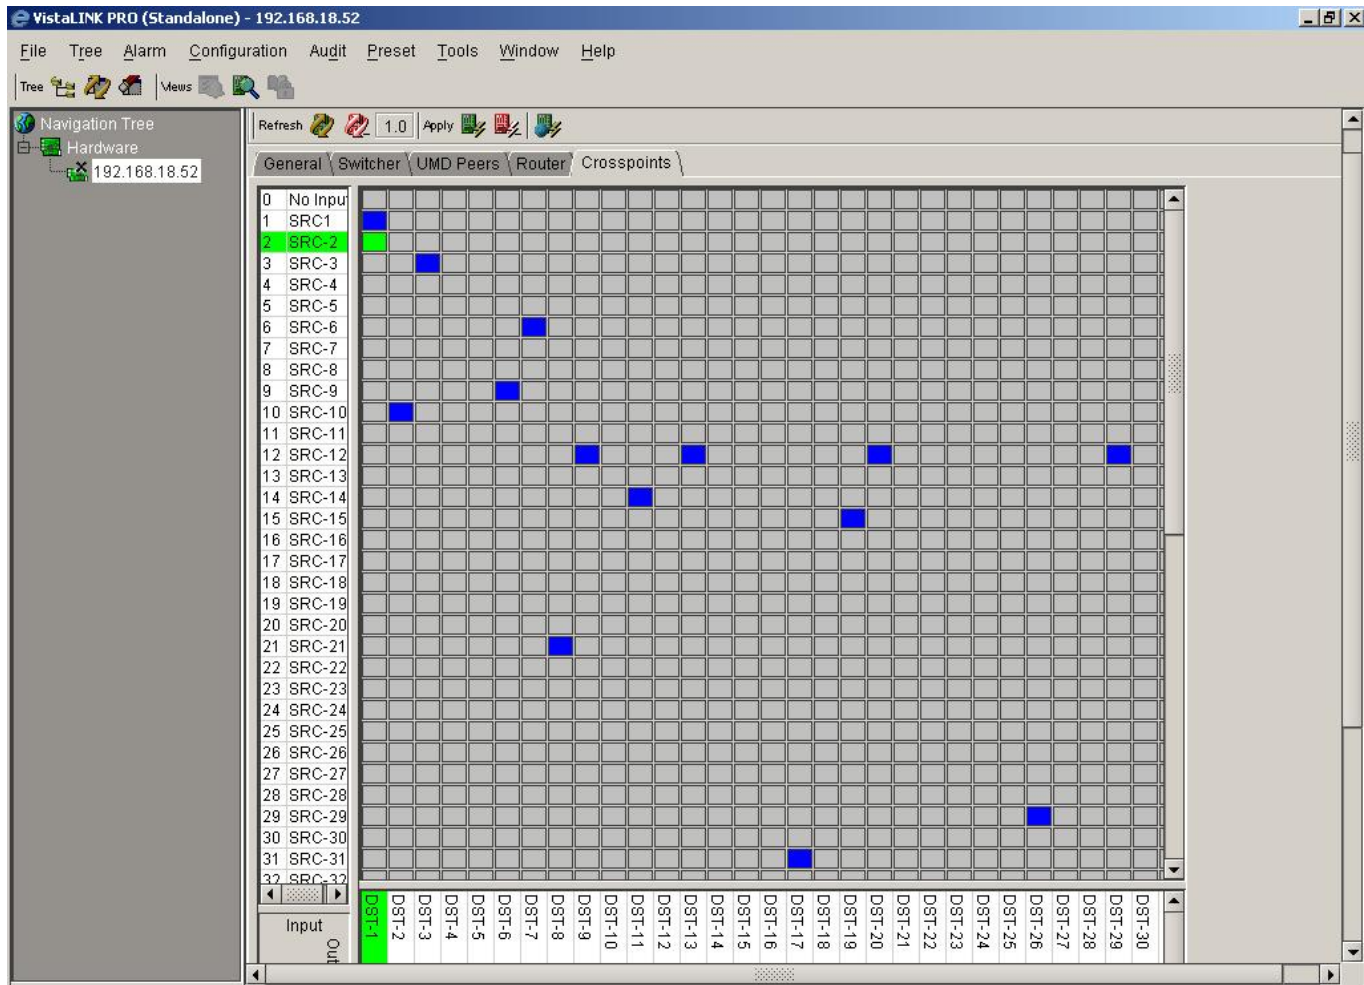 VistaLINK PRO (Standalone) - 192.168.18.52
File Tree Alarm Configuration Audit Preset Tools Window Help
Tree Views
Navigation Tree
Hardware
192.168.18.52
Refresh 1.0 Apply
General Switcher UMD Peers Router Crosspoints
0 No Input
1 SRC1
2 SRC-2
3 SRC-3
4 SRC-4
5 SRC-5
6 SRC-6
7 SRC-7
8 SRC-8
9 SRC-9
10 SRC-10
11 SRC-11
12 SRC-12
13 SRC-13
14 SRC-14
15 SRC-15
16 SRC-16
17 SRC-17
18 SRC-18
19 SRC-19
20 SRC-20
21 SRC-21
22 SRC-22
23 SRC-23
24 SRC-24
25 SRC-25
26 SRC-26
27 SRC-27
28 SRC-28
29 SRC-29
30 SRC-30
31 SRC-31
32 SRC-32
Input
Out
DST-1
DST-2
DST-3
DST-4
DST-5
DST-6
DST-7
DST-8
DST-9
DST-10
DST-11
DST-12
DST-13
DST-14
DST-15
DST-16
DST-17
DST-18
DST-19
DST-20
DST-21
DST-22
DST-23
DST-24
DST-25
DST-26
DST-27
DST-28
DST-29
DST-30